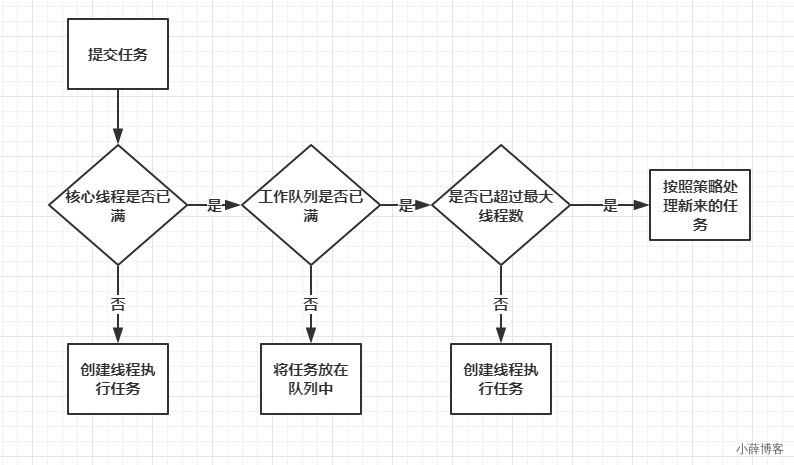 提交任务
核心线程是否已
满
是
工作队列是否已
满
是
是否已超过最大
线程数
是
按照策略处
理新来的任
务
否
否
否
创建线程执
行任务
将任务放在
队列中
创建线程执
行任务
小薛博客